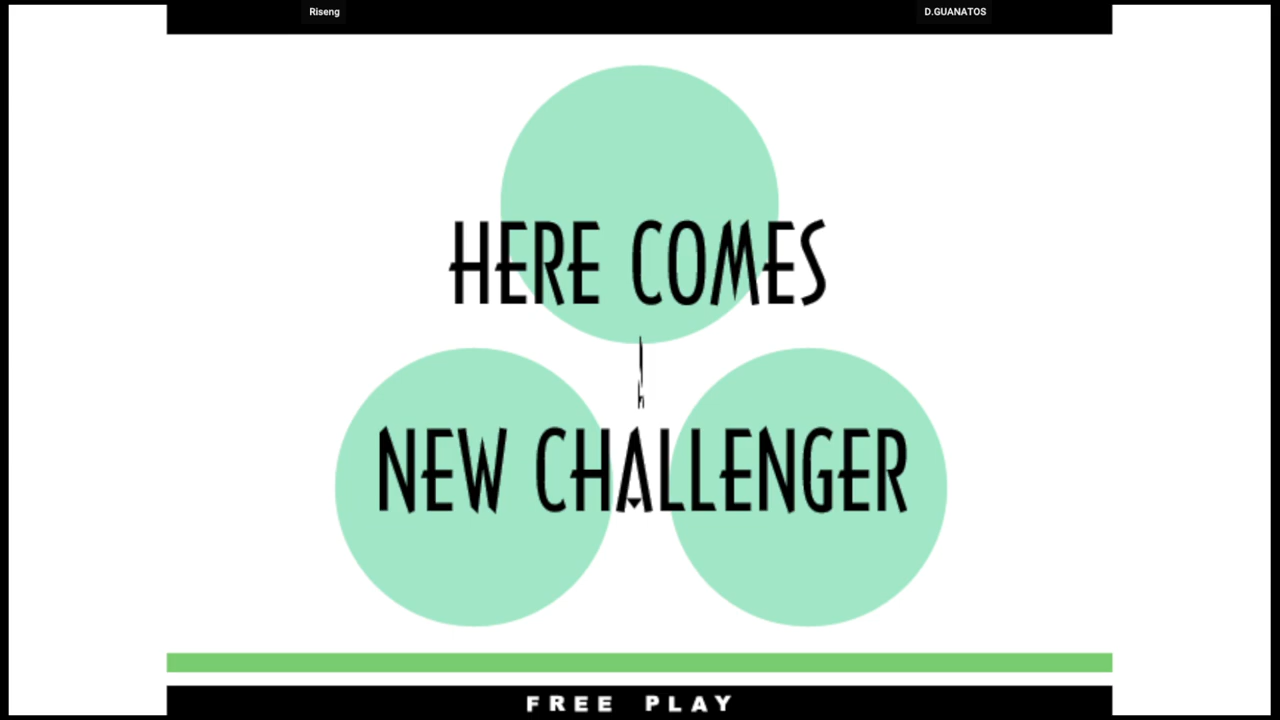 Riseng
D.GUANATOS
HERE COMES
NEW CHALLENGER
FREE PLAY